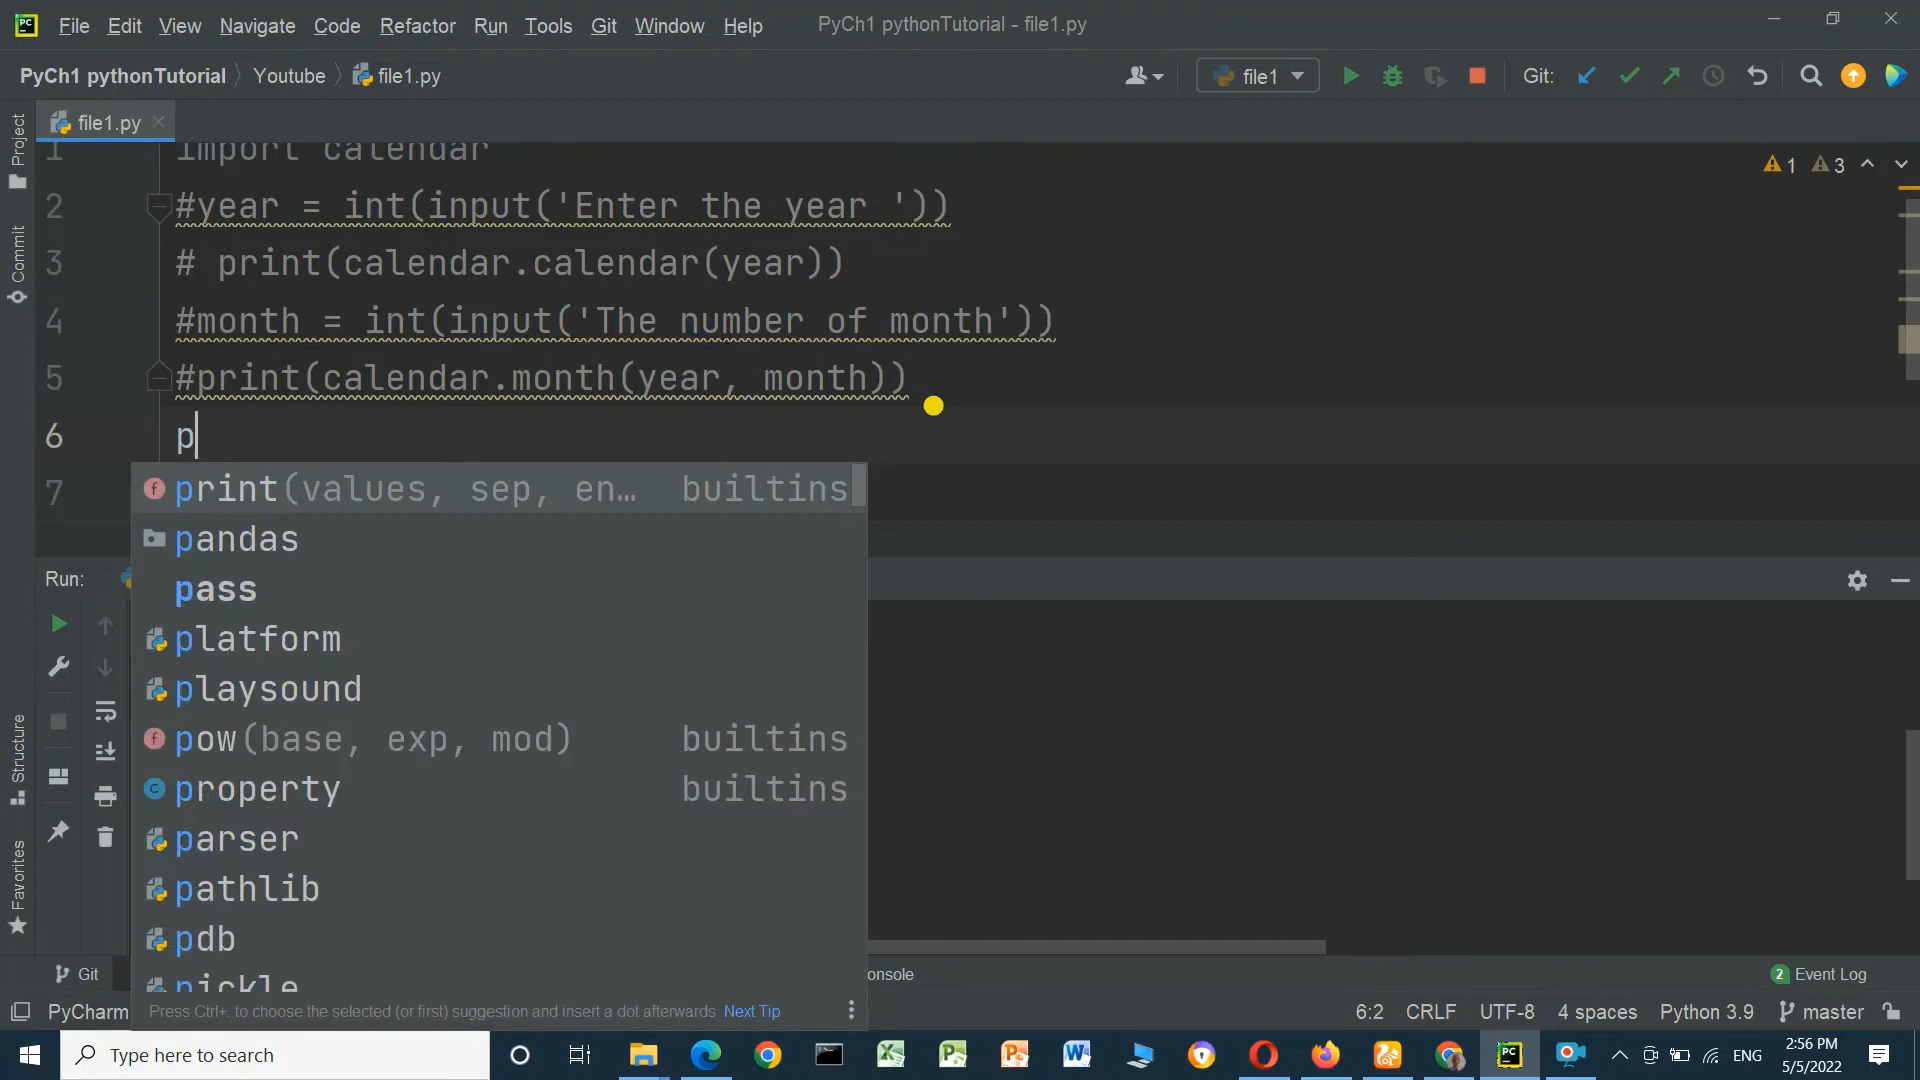 PC File Edit View Navigate Code Refactor Run Tools Git Window Help PyCh1 pythonTutorial - file1.py
PyCh1 pythonTutorial Youtube file1.py file1 Git:
Project
Commit
Structure
Favorites
file1.py
1 import calendar
1 3
2 #year = int(input('Enter the year '))
3 # print(calendar.calendar(year))
4 #month = int(input('The number of month'))
5 #print(calendar.month(year, month))
6 p
7
print(values, sep, en… builtins
pandas
pass
platform
playsound
pow(base, exp, mod) builtins
property builtins
parser
pathlib
pdb
pickle
Press Ctrl+. to choose the selected (or first) suggestion and insert a dot afterwards Next Tip
Run:
Git onsole 2 Event Log
PyCharm 6:2 CRLF UTF-8 4 spaces Python 3.9 master
Type here to search ENG 2:56 PM
5/5/2022